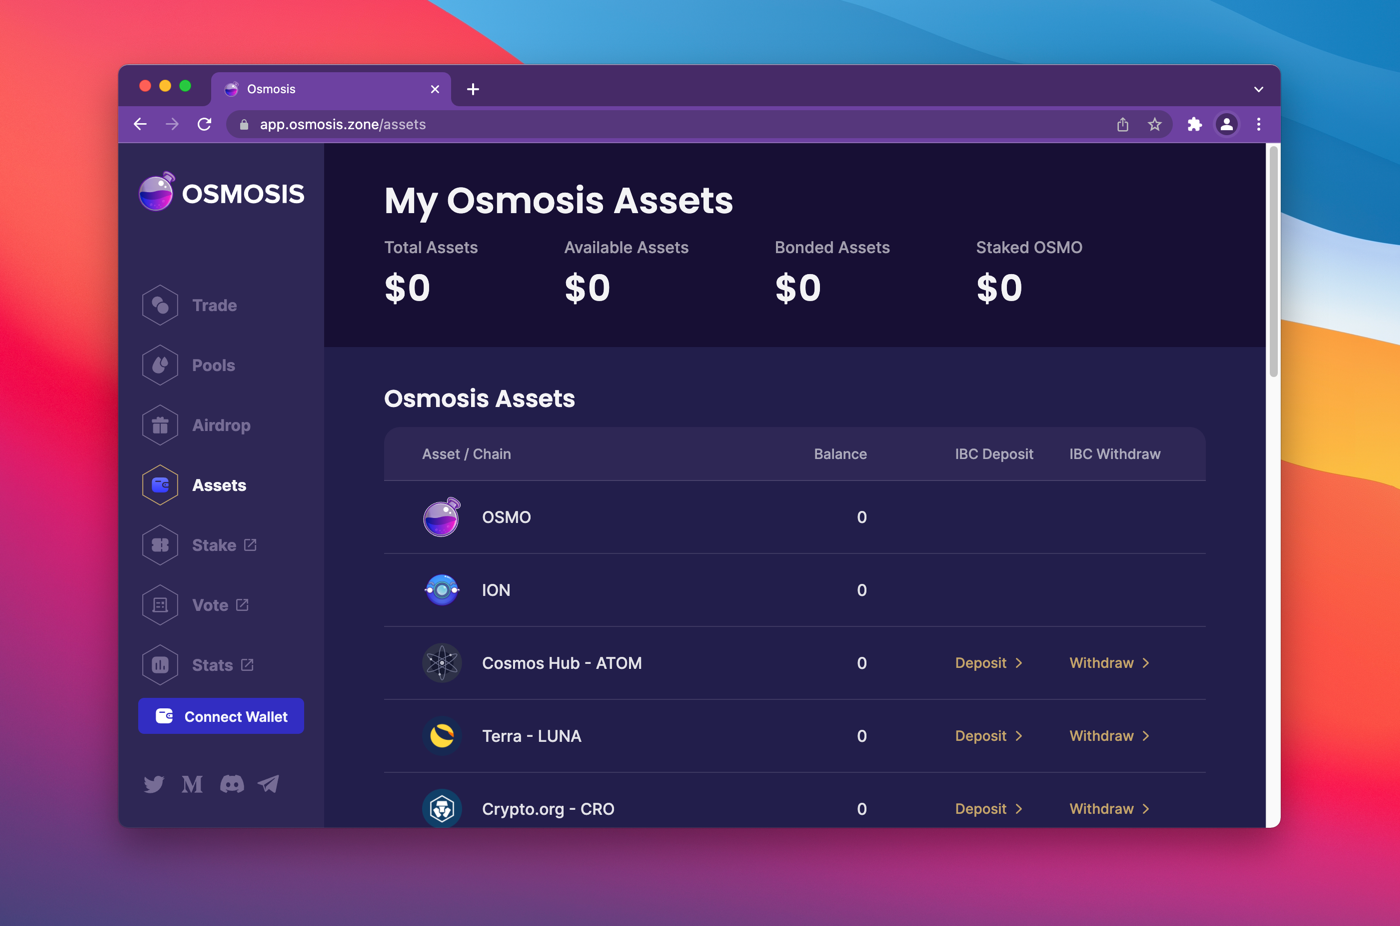 Osmosis
app.osmosis.zone/assets
OSMOSIS
Trade
Pools
Airdrop
Assets
Stake
Vote
Stats
Connect Wallet
My Osmosis Assets
Total Assets Available Assets Bonded Assets Staked OSMO
$0 $0 $0 $0
Osmosis Assets
Asset / Chain Balance IBC Deposit IBC Withdraw
OSMO 0
ION 0
Cosmos Hub - ATOM 0 Deposit Withdraw
Terra - LUNA 0 Deposit Withdraw
Crypto.org - CRO 0 Deposit Withdraw